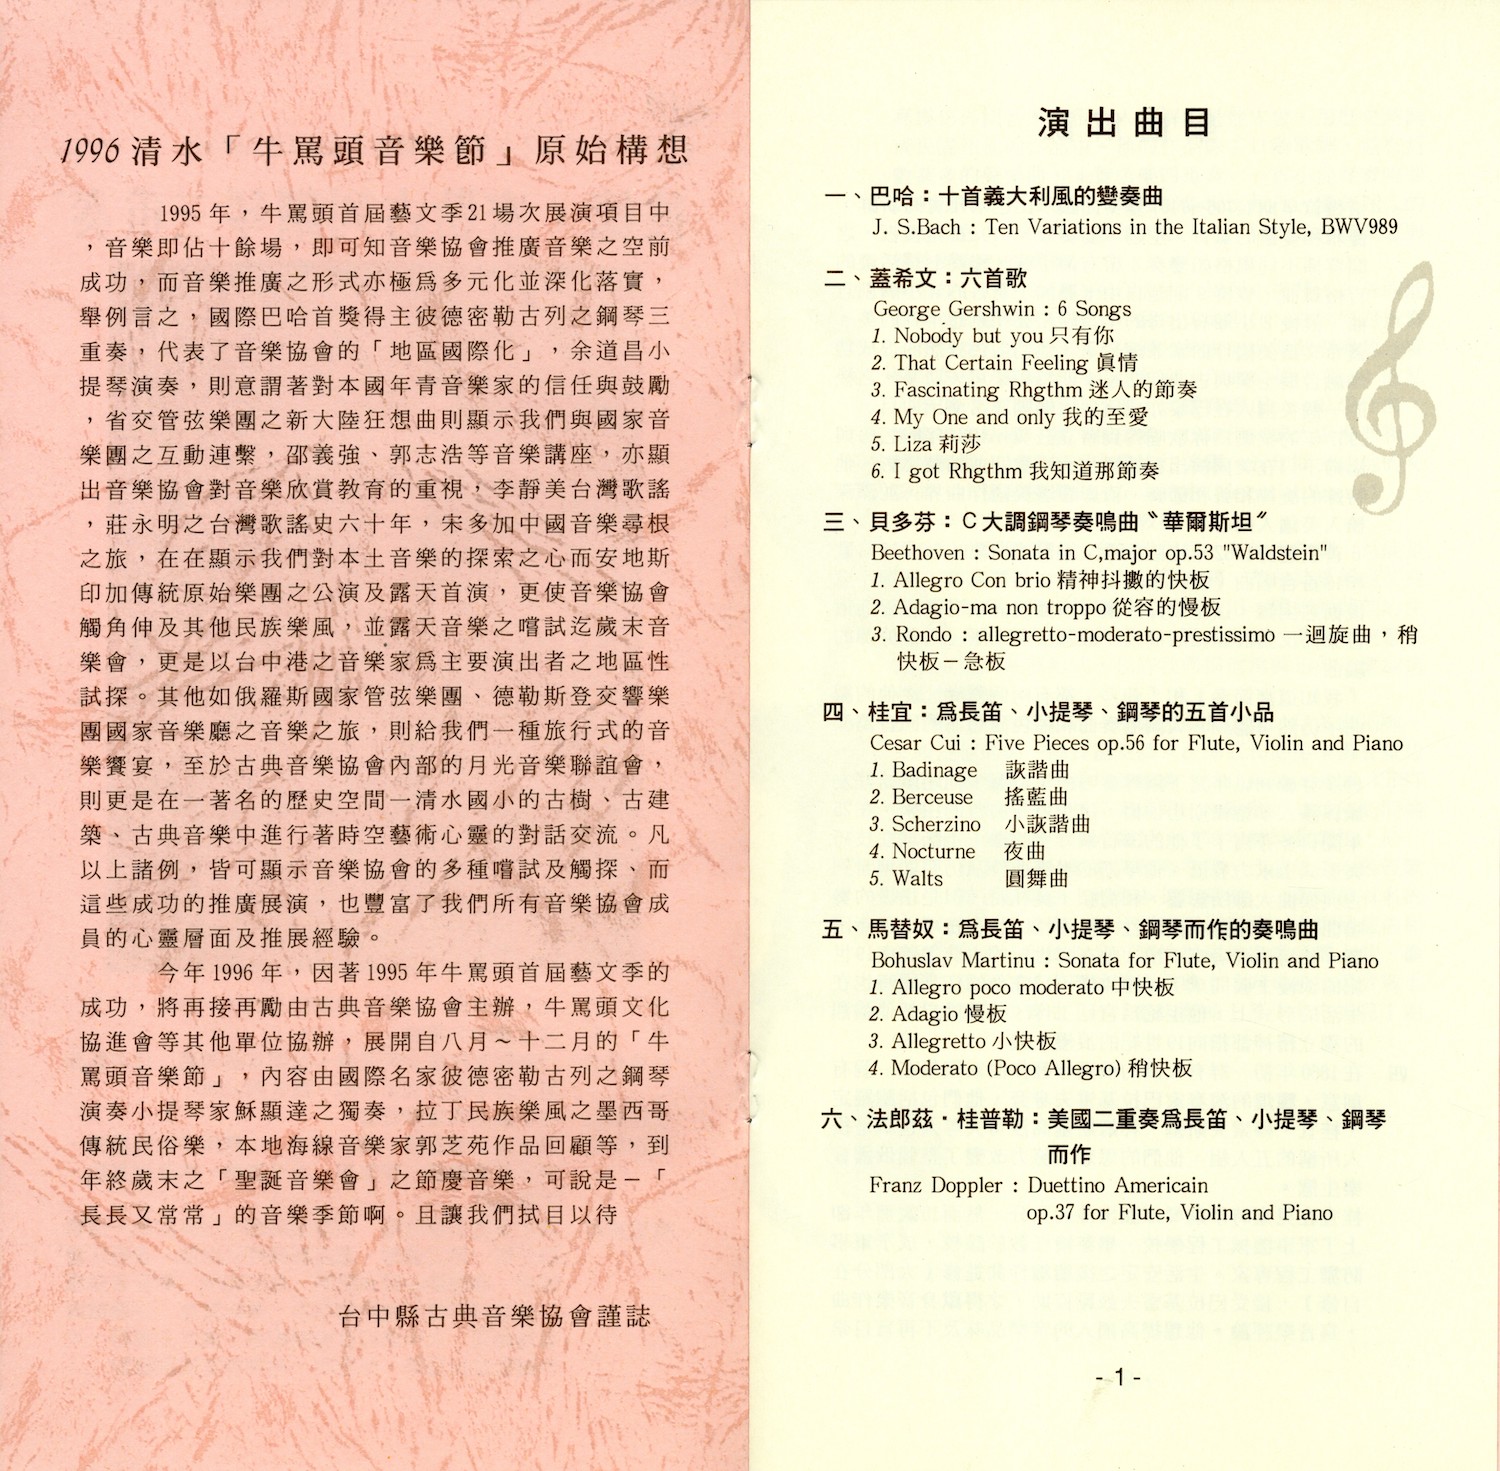 1996 清水「牛罵頭音樂節」原始構想
1995 年，牛罵頭首屆藝文季21場次展演項目中
，音樂即佔十餘場，即可知音樂協會推廣音樂之空前
成功，而音樂推廣之形式亦極爲多元化並深化落實，
舉例言之，國際巴哈首獎得主彼德密勒古列之鋼琴三
重奏，代表了音樂協會的「地區國際化」，余道昌小
提琴演奏，則意謂著對本國年青音樂家的信任與鼓勵
，省交管弦樂團之新大陸狂想曲則顯示我們與國家音
樂團之互動連繫，邵義強、郭志浩等音樂講座，亦顯
出音樂協會對音樂欣賞教育的重視；李靜美台灣歌謠
，莊永明之台灣歌謠史六十年，宋多加中國音樂尋根
之旅，在在顯示我們對本土音樂的探索之心而安地斯
印加傳統原始樂團之公演及露天首演，更使音樂協會
觸角伸及其他民族樂風，並露天音樂之嚐試迄歲末音
樂會，更是以台中港之音樂家爲主要演出者之地區性
試探。其他如俄羅斯國家管弦樂團、德勒斯登交響樂
團國家音樂廳之音樂之旅，則給我們一種旅行式的音
樂饗宴，至於古典音樂協會內部的月光音樂聯誼會，
則更是在一著名的歷史空間一清水國小的古樹、古建
築、古典音樂中進行著時空藝術心靈的對話交流。凡
以上諸例，皆可顯示音樂協會的多種嚐試及觸探、而
這些成功的推廣展演，也豐富了我們所有音樂協會成
員的心靈層面及推展經驗。
今年1996 年，因著1995 年牛罵頭首屆藝文季的
成功，將再接再勵由古典音樂協會主辦，牛罵頭文化
協進會等其他單位協辦，展開自八月～十二月的「牛
罵頭音樂節」，內容由國際名家彼德密勒古列之鋼琴
演奏小提琴家穌顯達之獨奏，拉丁民族樂風之墨西哥
傳統民俗樂，本地海線音樂家郭芝苑作品回顧等，到
年終歲末之「聖誕音樂會」之節慶音樂，可說是－「
長長又常常」的音樂季節啊。且讓我們拭目以待
台中縣古典音樂協會謹誌
演出曲目
一、巴哈：十首義大利風的變奏曲
J. S.Bach : Ten Variations in the Italian Style, BWV989
二、蓋希文：六首歌
George Gershwin : 6 Songs
1. Nobody but you 只有你
2. That Certain Feeling 眞情
3. Fascinating Rhgthm 迷人的節奏
4. My One and only 我的至愛
5. Liza 莉莎
6. I got Rhgthm 我知道那節奏
三、貝多芬：C 大調鋼琴奏鳴曲〝華爾斯坦〞
Beethoven : Sonata in C,major op.53 "Waldstein"
1. Allegro Con brio 精神抖擻的快板
2. Adagio-ma non troppo 從容的慢板
3. Rondo : allegretto-moderato-prestissimo 一迴旋曲，稍
快板－急板
四、桂宜：爲長笛、小提琴、鋼琴的五首小品
Cesar Cui : Five Pieces op.56 for Flute, Violin and Piano
1. Badinage 詼諧曲
2. Berceuse 搖藍曲
3. Scherzino 小詼諧曲
4. Nocturne 夜曲
5. Walts 圓舞曲
五、馬替奴：爲長笛、小提琴、鋼琴而作的奏鳴曲
Bohuslav Martinu : Sonata for Flute, Violin and Piano
1. Allegro poco moderato 中快板
2. Adagio 慢板
3. Allegretto 小快板
4. Moderato (Poco Allegro) 稍快板
六、法郎茲·桂普勒：美國二重奏爲長笛、小提琴、鋼琴
而作
Franz Doppler : Duettino Americain
op.37 for Flute, Violin and Piano
- 1 -